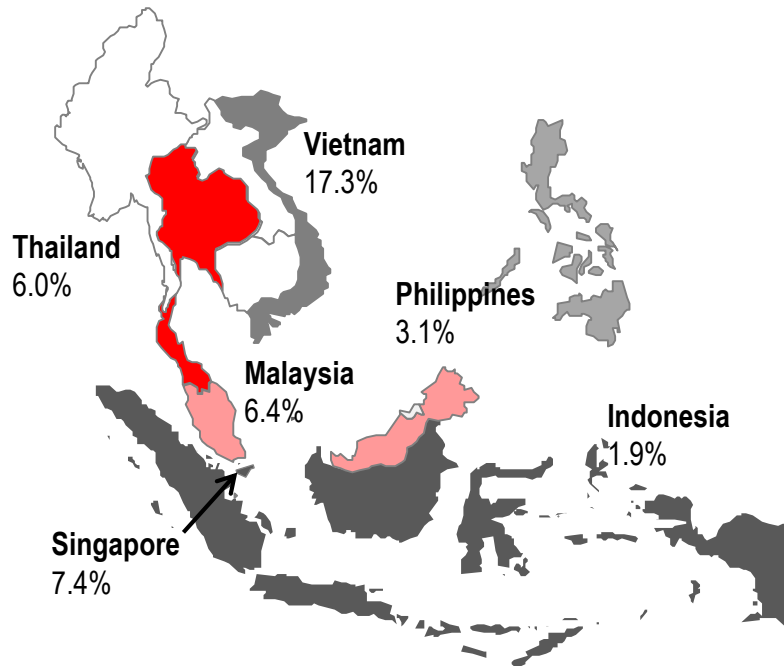 Vietnam
17.3%
Thailand
6.0%
Philippines
3.1%
Malaysia
6.4%
Indonesia
1.9%
Singapore
7.4%